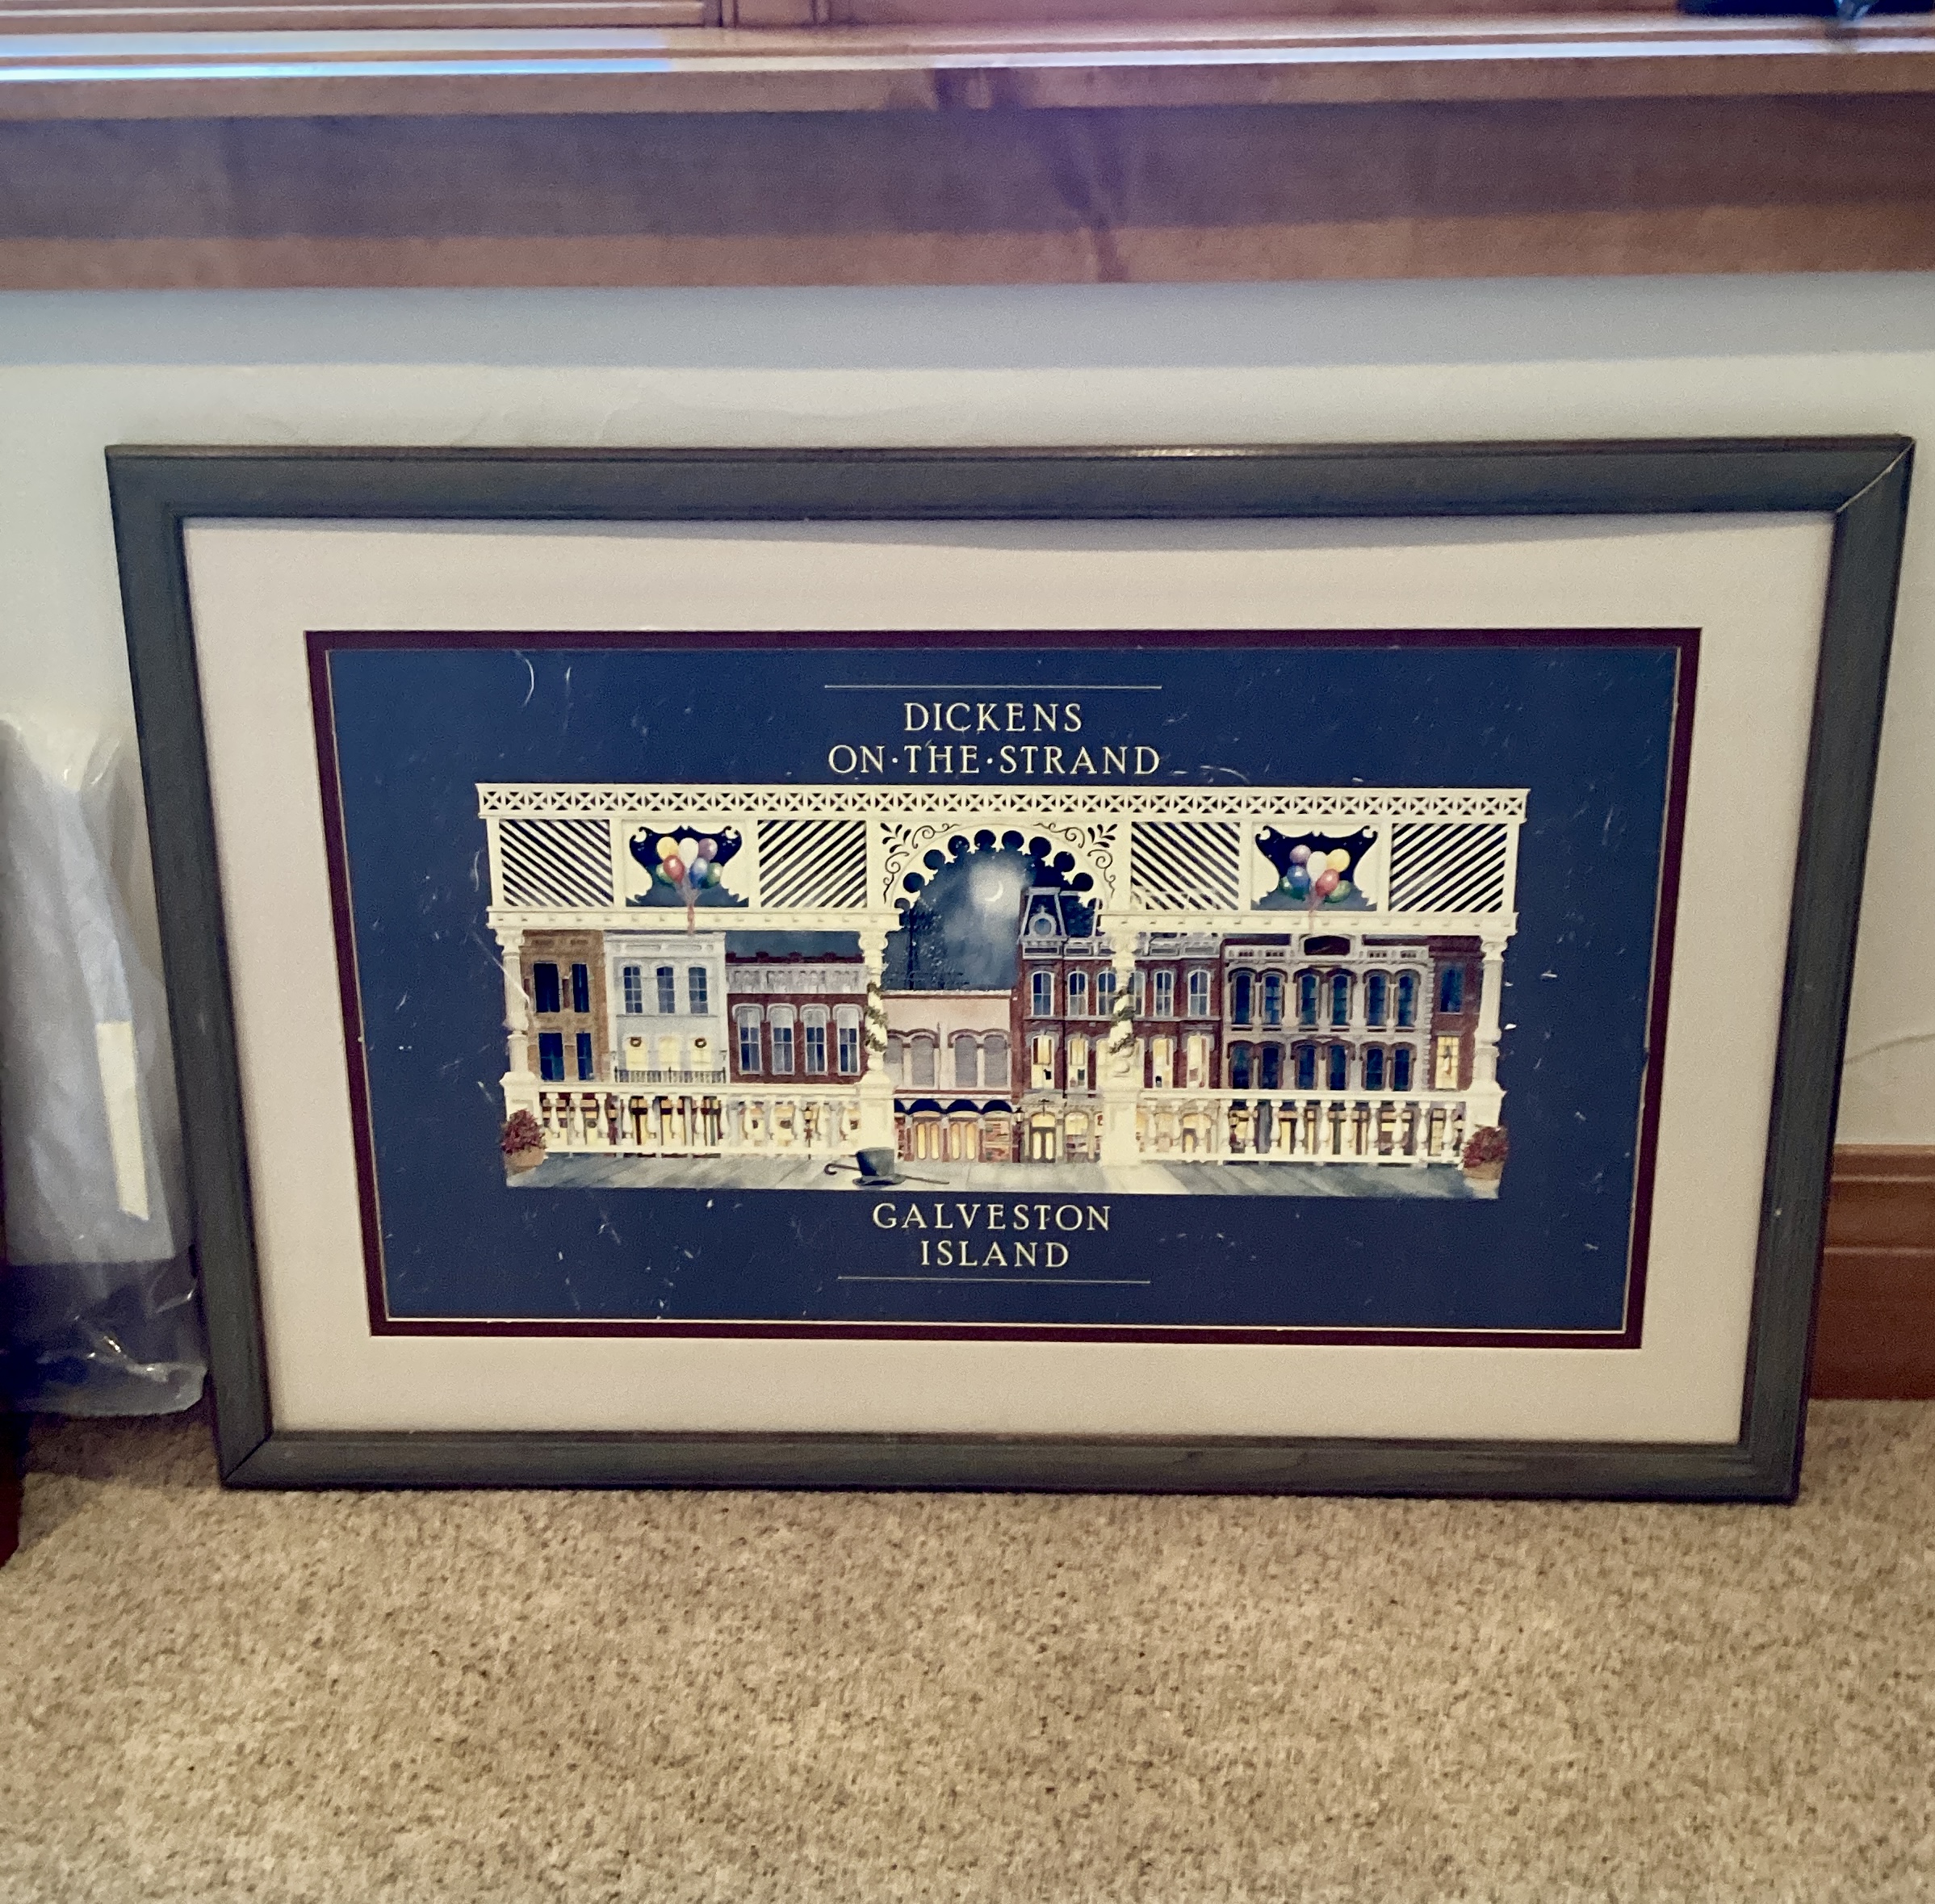 DICKENS
ON·THE·STRAND
GALVESTON
ISLAND